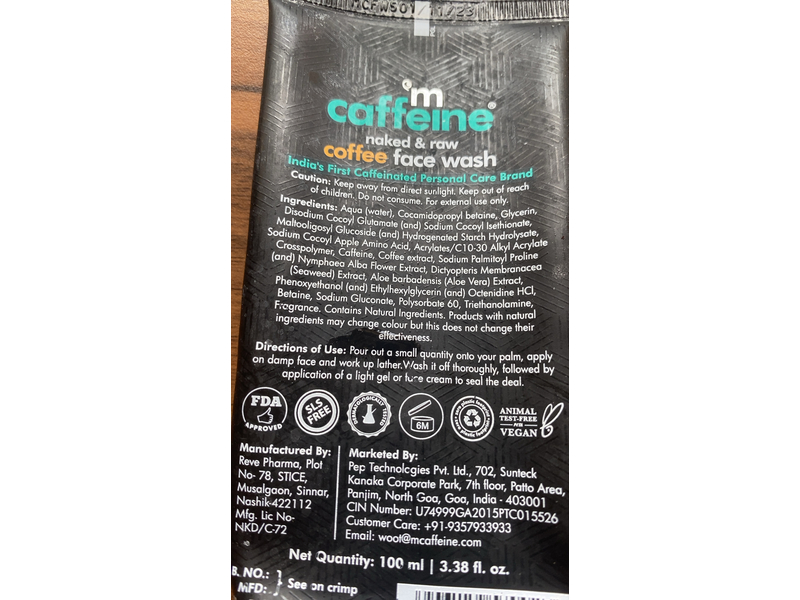 MCFWS01/11/23
'm
caffeine®
naked & raw
coffee face wash
India's First Caffeinated Personal Care Brand
Caution: Keep away from direct sunlight. Keep out of reach
of children. Do not consume. For external use only.
Ingredients: Aqua (water), Cocamidopropyl betaine, Glycerin,
Disodium Cocoyl Glutamate (and) Sodium Cocoyl Isethionate,
Maltooligosyl Glucoside (and) Hydrogenated Starch Hydrolysate,
Sodium Cocoyl Apple Amino Acid, Acrylates/C10-30 Alkyl Acrylate
Crosspolymer, Caffeine, Coffee extract, Sodium Palmitoyl Proline
(and) Nymphaea Alba Flower Extract, Dictyopteris Membranacea
(Seaweed) Extract, Aloe barbadensis (Aloe Vera) Extract,
Phenoxyethanol (and) Ethylhexylglycerin (and) Octenidine HCl,
Betaine, Sodium Gluconate, Polysorbate 60, Triethanolamine,
Fragrance. Contains Natural Ingredients. Products with natural
ingredients may change colour but this does not change their
effectiveness.
Directions of Use: Pour out a small quantity onto your palm, apply
on damp face and work up lather.Wash it off thoroughly, followed by
application of a light gel or face cream to seal the deal.
FDA
APPROVED
SLS
FREE
DERMATOLOGICALLY TESTED
6M
ANIMAL
TEST-FREE
VEGAN
Manufactured By:
Reve Pharma, Plot
No- 78, STICE,
Musalgaon, Sinnar,
Nashik-422112
Mfg. Lic No-
NKD/C-72
Marketed By:
Pep Technologies Pvt. Ltd., 702, Sunteck
Kanaka Corporate Park, 7th floor, Patto Area,
Panjim, North Goa, Goa, India - 403001
CIN Number: U74999GA2015PTC015526
Customer Care: +91-9357933933
Email: woot@mcaffeine.com
Net Quantity: 100 ml | 3.38 fl. oz.
B. NO.:
MFD:
See on crimp